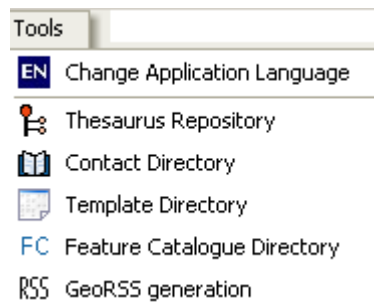 Tools
EN Change Application Language
Thesaurus Repository
Contact Directory
Template Directory
FC Feature Catalogue Directory
RSS GeoRSS generation